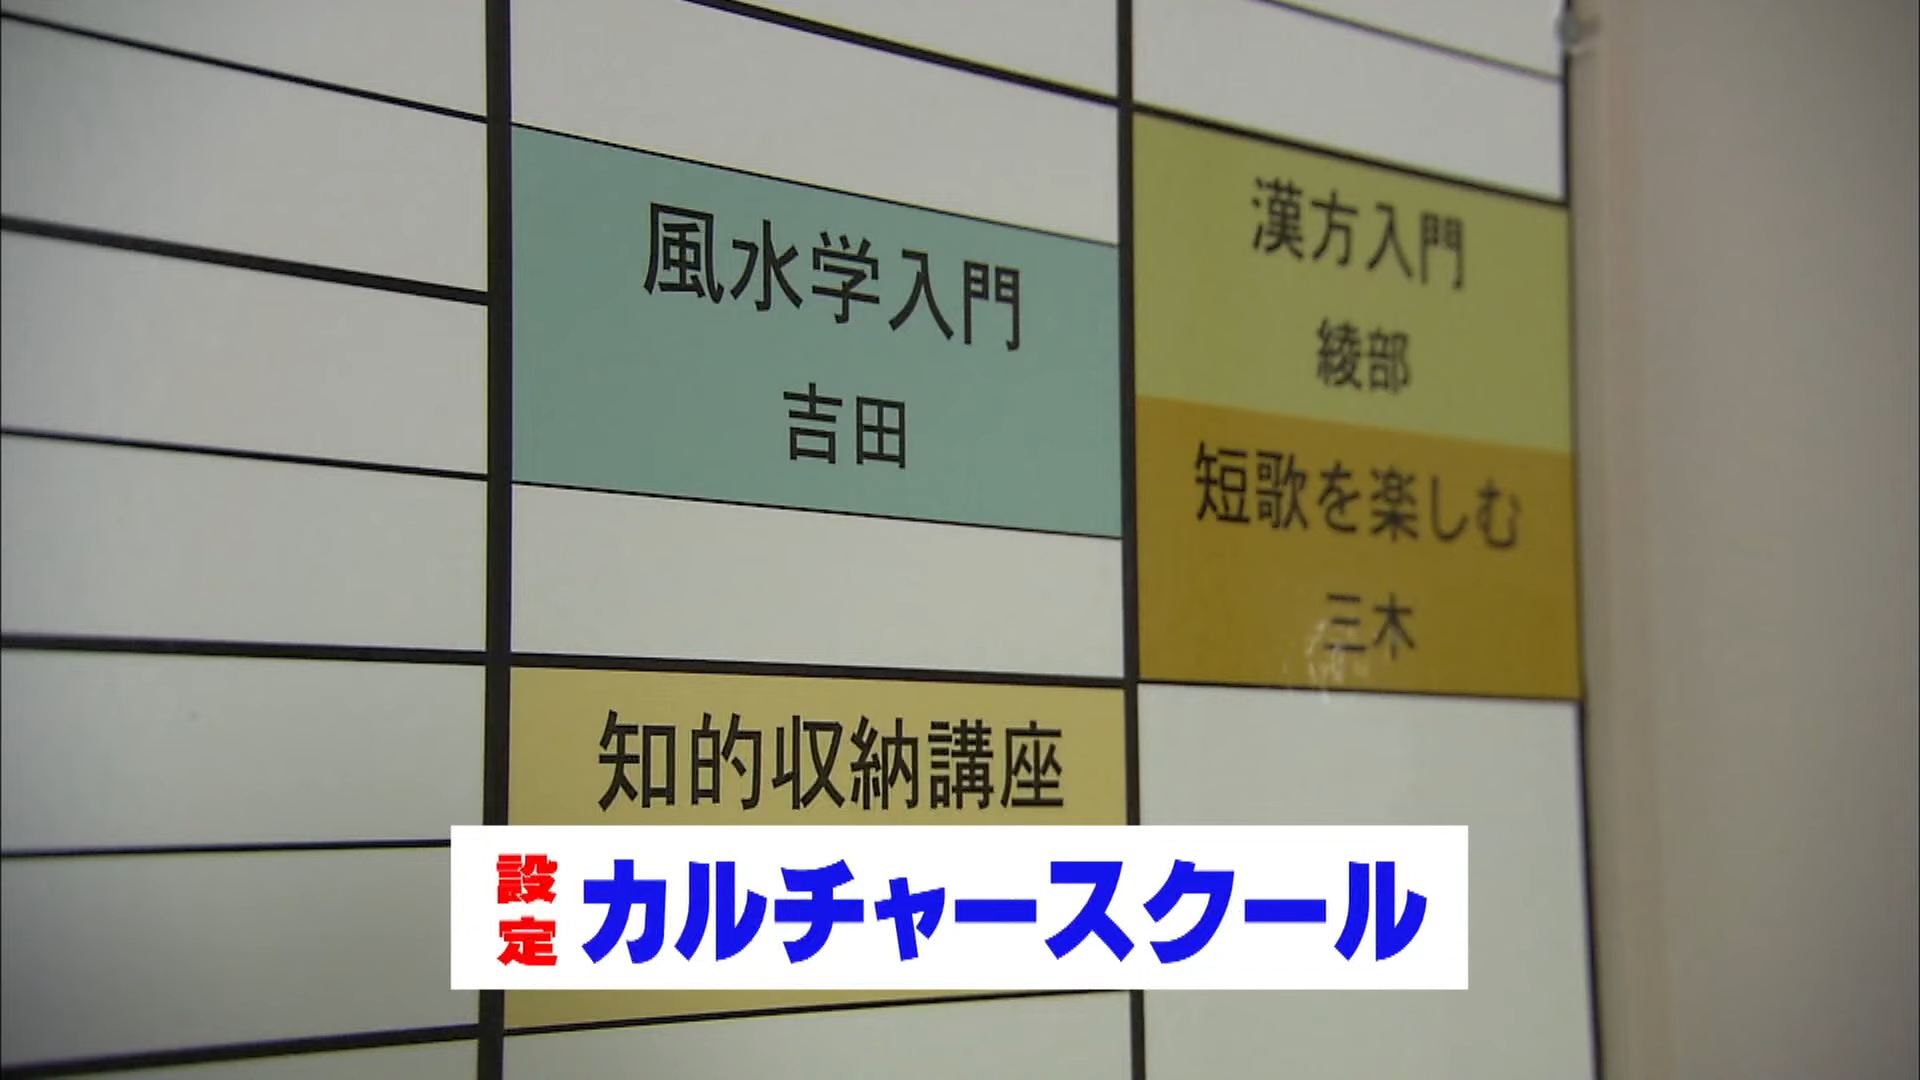 風水学入門
吉田
漢方入門
綾部
短歌を楽しむ
三木
知的収納講座
設定
カルチャースクール